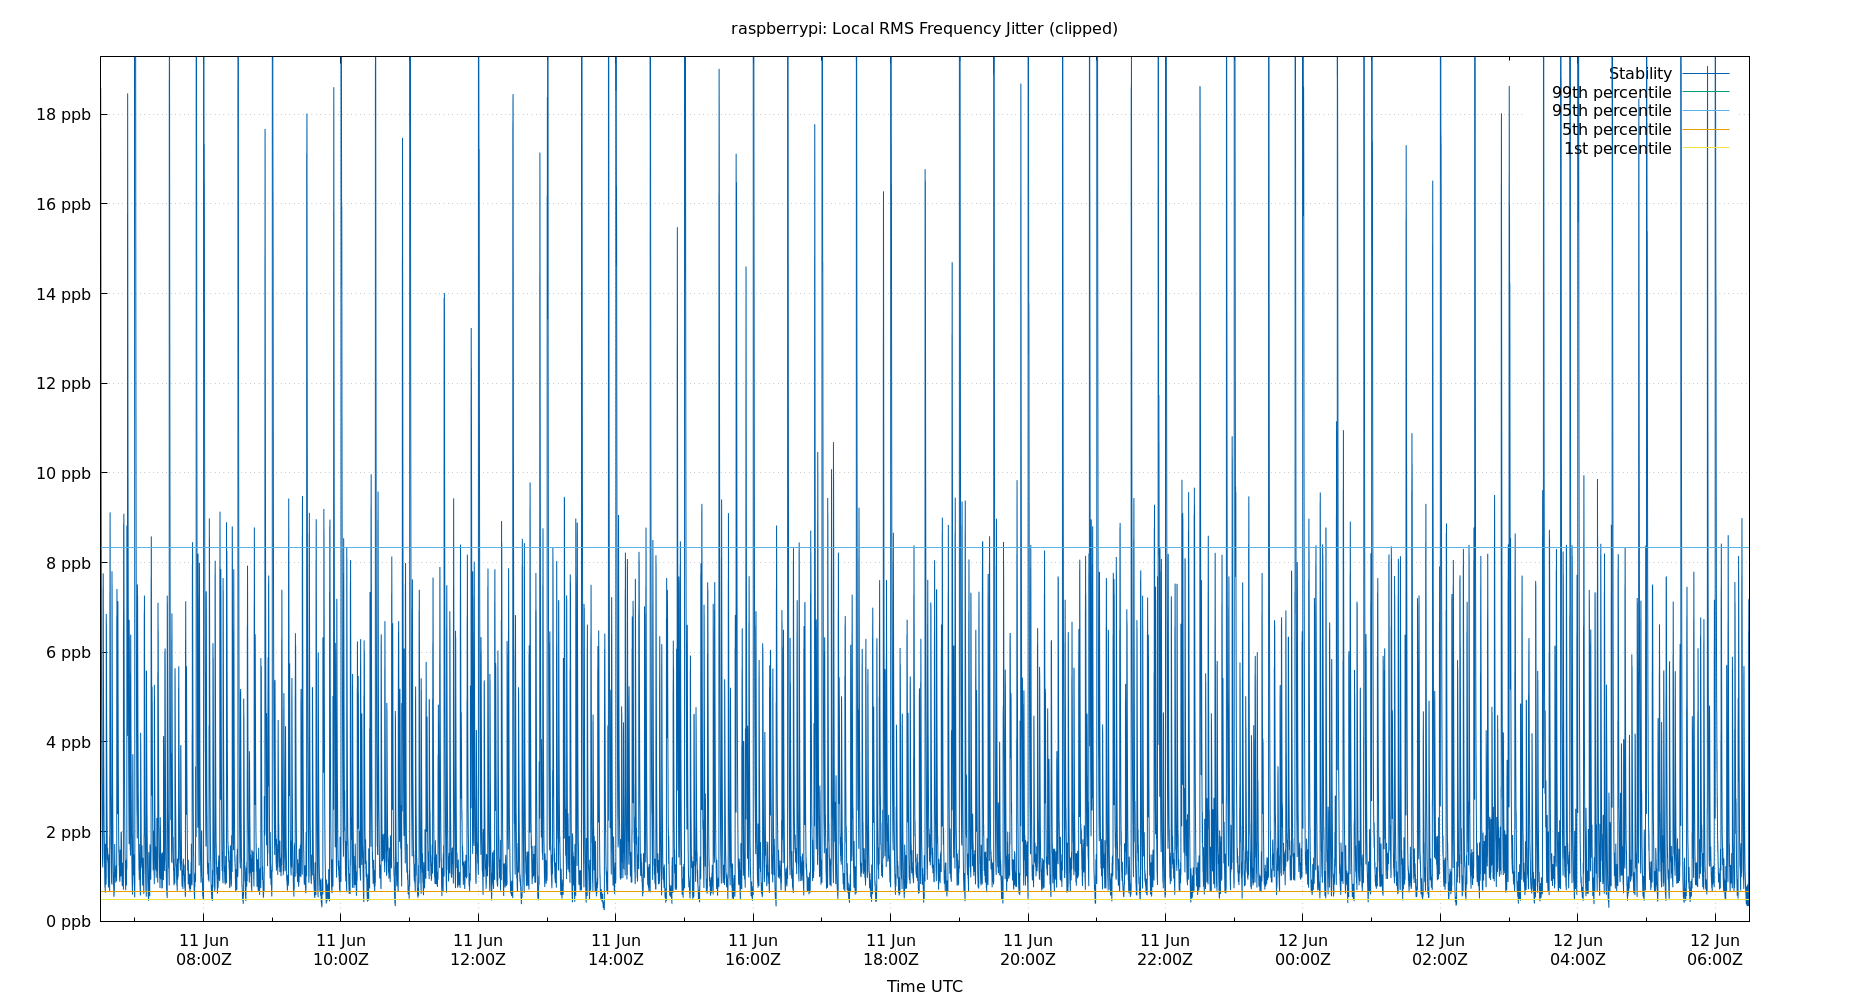 raspberrypi: Local RMS Frequency Jitter (clipped)
Stability
99th percentile
95th percentile
5th percentile
1st percentile
18 ppb
16 ppb
14 ppb
12 ppb
10 ppb
8 ppb
6 ppb
4 ppb
2 ppb
0 ppb
11 Jun 11 Jun 11 Jun 11 Jun 11 Jun 11 Jun 11 Jun 11 Jun 12 Jun 12 Jun 12 Jun 12 Jun
08:00Z 10:00Z 12:00Z 14:00Z 16:00Z 18:00Z 20:00Z 22:00Z 00:00Z 02:00Z 04:00Z 06:00Z
Time UTC